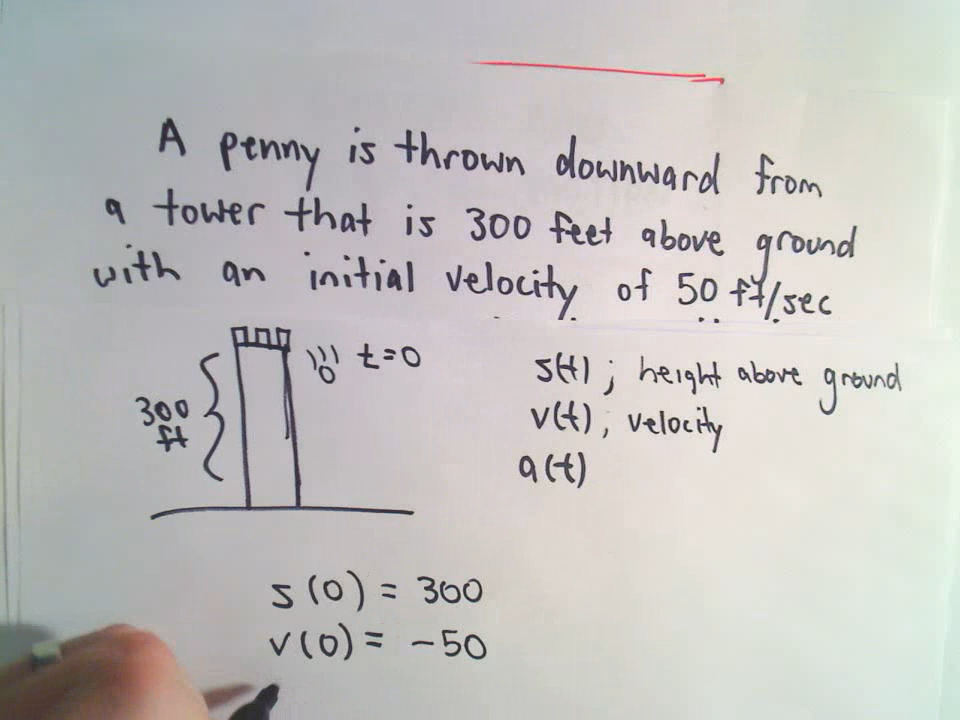 A penny is thrown downward from
a tower that is 300 feet above ground
with an initial velocity of 50 ft/sec
t=0
300
ft
s(t); height above ground
v(t); velocity
a(t)
s(0) = 300
v(0) = -50